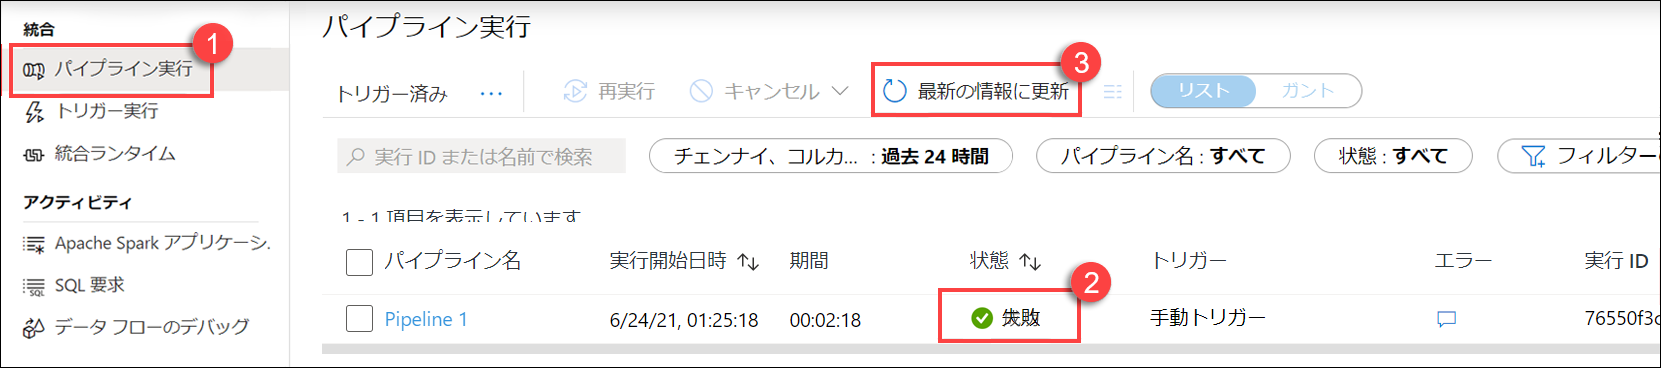 統合
パイプライン実行
1
トリガー実行
統合ランタイム
アクティビティ
Apache Spark アプリケーシ.
SQL 要求
データ フローのデバッグ
パイプライン実行
トリガー済み ... 再実行 キャンセル 最新の情報に更新 リスト ガント
3
実行 ID または名前で検索 チェンナイ、コルカ... : 過去 24 時間 パイプライン名 : すべて 状態 : すべて フィルターの
1 - 1 項目を表示しています
パイプライン名 実行開始日時 期間 状態 トリガー エラー 実行 ID
2
Pipeline 1 6/24/21, 01:25:18 00:02:18 失敗 手動トリガー 76550f3c